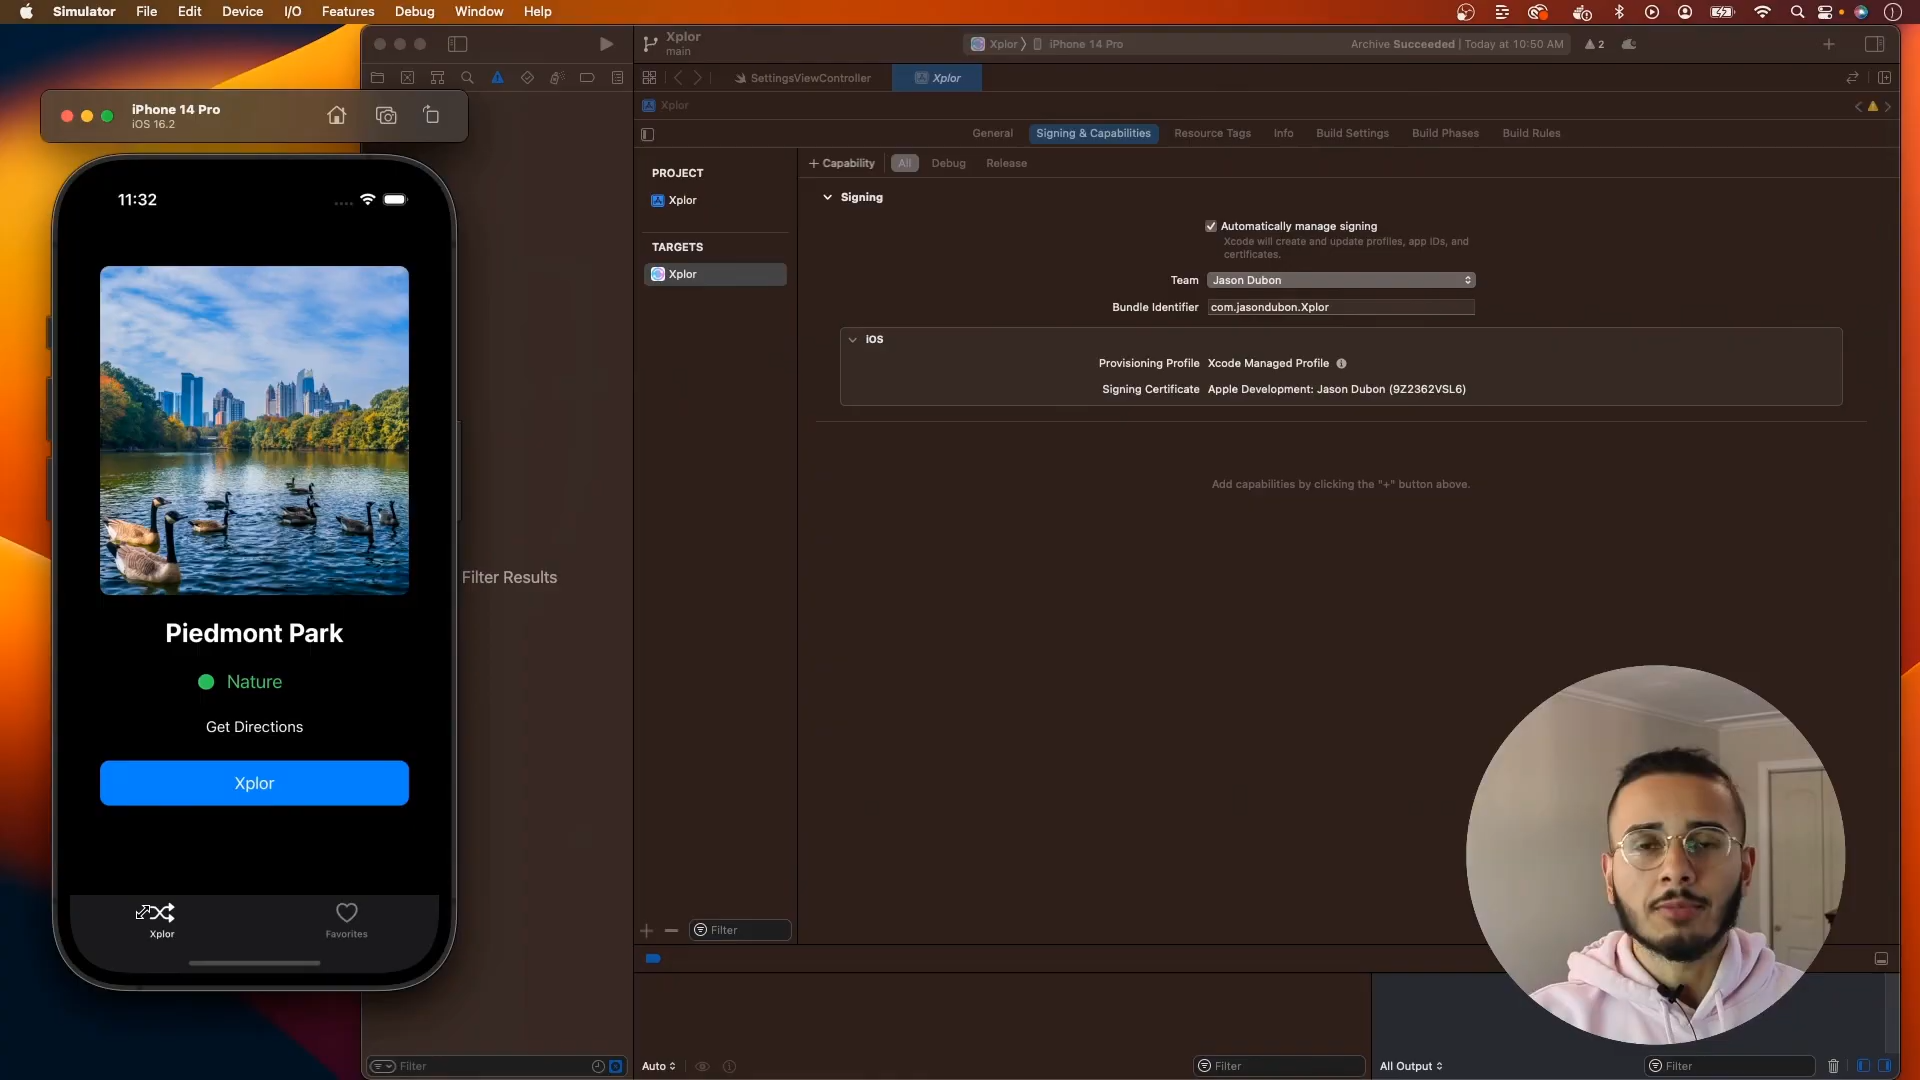 Simulator File Edit View Device I/O Features Debug Window Help
Xplor
main
Xplor
iPhone 14 Pro
Archive Succeeded | Today at 10:50 AM
2
SettingsViewController
Xplor
Xplor
iPhone 14 Pro
iOS 16.2
General
Signing & Capabilities
Resource Tags
Info
Build Settings
Build Phases
Build Rules
+ Capability
All
Debug
Release
PROJECT
Xplor
TARGETS
Xplor
Signing
Automatically manage signing
Xcode will create and update profiles, app IDs, and
certificates.
Team
Jason Dubon
Bundle Identifier
com.jasondubon.Xplor
iOS
Provisioning Profile
Xcode Managed Profile
Signing Certificate
Apple Development: Jason Dubon (9Z2362VSL6)
Add capabilities by clicking the "+" button above.
11:32
Piedmont Park
Nature
Get Directions
Xplor
Xplor
Favorites
Filter Results
Filter
Filter
Auto
Filter
All Output
Filter